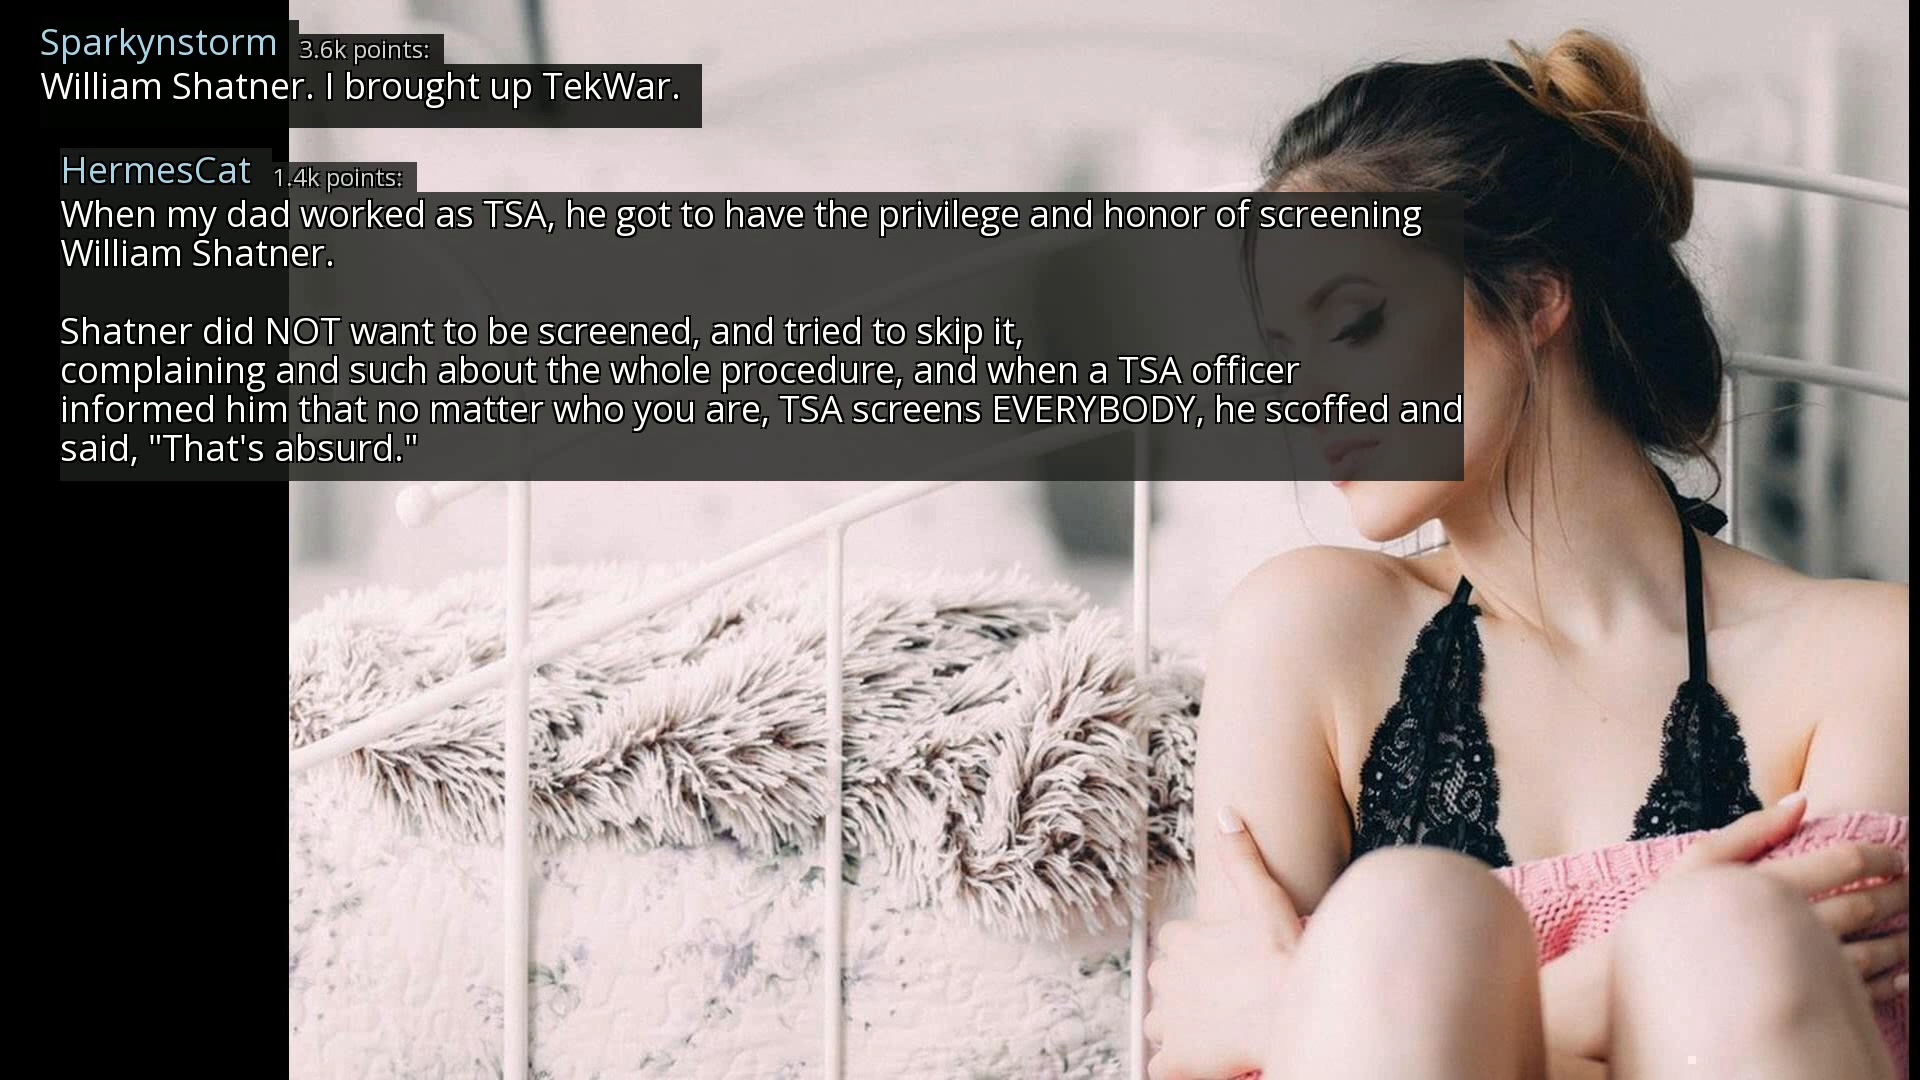 Sparkynstorm 3.6k points:
William Shatner. I brought up TekWar.
HermesCat 1.4k points:
When my dad worked as TSA, he got to have the privilege and honor of screening
William Shatner.
Shatner did NOT want to be screened, and tried to skip it,
complaining and such about the whole procedure, and when a TSA officer
informed him that no matter who you are, TSA screens EVERYBODY, he scoffed and
said, "That's absurd."